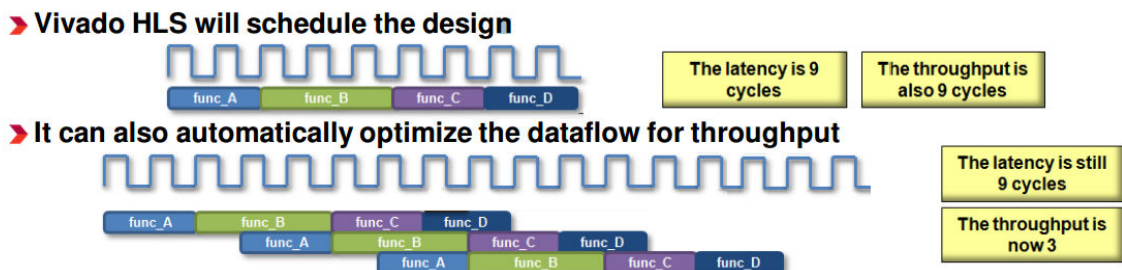 Vivado HLS will schedule the design
func_A func_B func_C func_D
The latency is 9
cycles
The throughput is
also 9 cycles
It can also automatically optimize the dataflow for throughput
func_A func_B func_C func_D
func_A func_B func_C func_D
func_A func_B func_C func_D
The latency is still
9 cycles
The throughput is
now 3